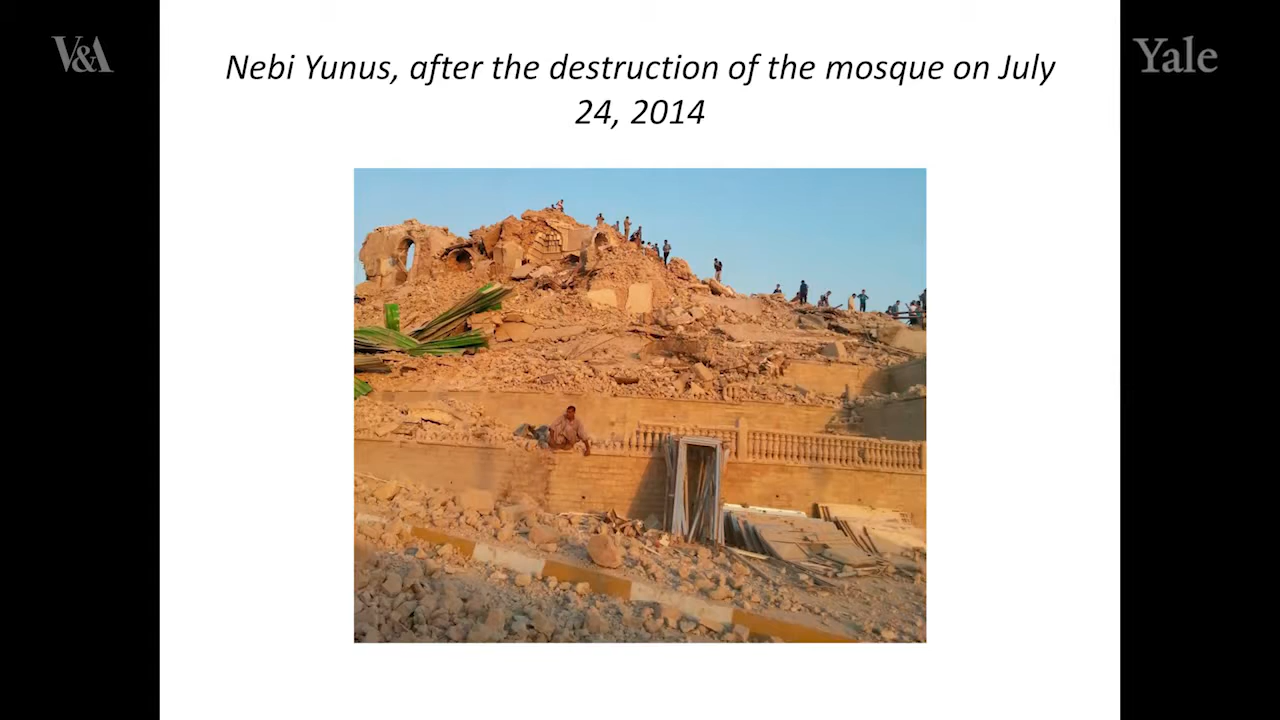 V&A
Yale
Nebi Yunus, after the destruction of the mosque on July
24, 2014